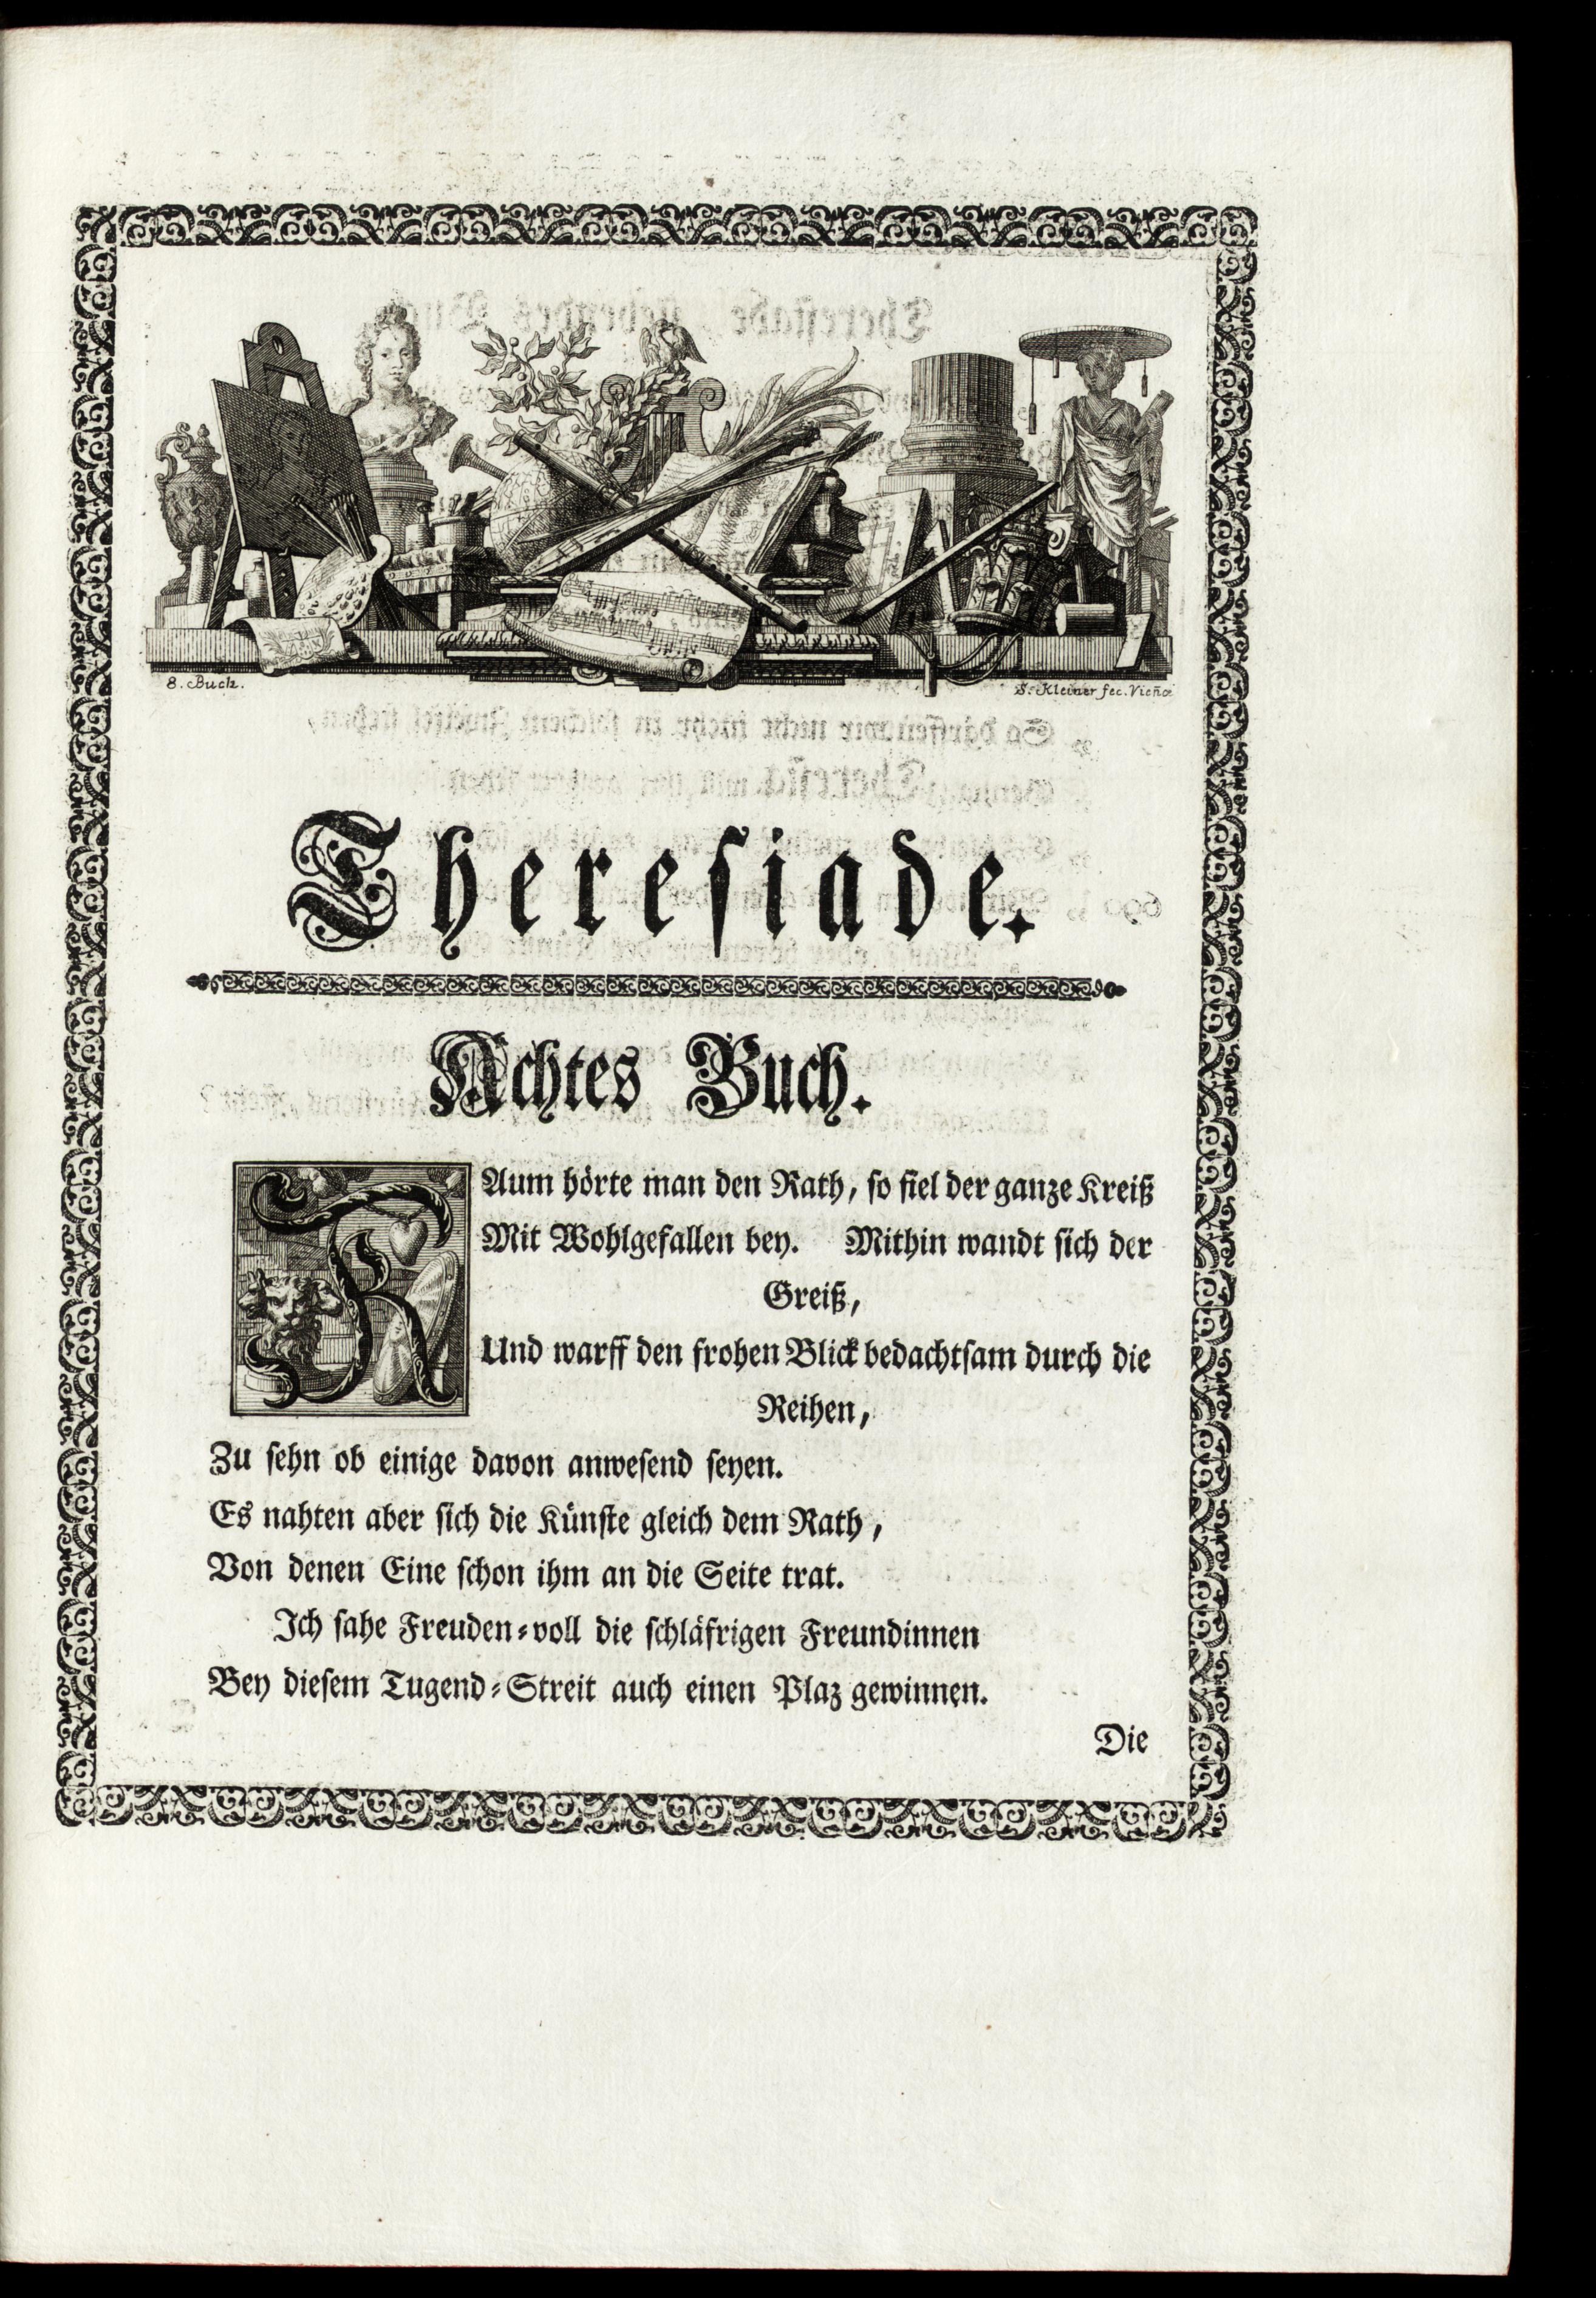 8. Buch.
S. Kleiner fec. Vieñæ
Theresiade.
Achtes Buch.
KAum hörte man den Rath, so fiel der ganze Kreiß
Mit Wohlgefallen bey. Mithin wandt sich der
Greiß,
Und warff den frohen Blick bedachtsam durch die
Reihen,
Zu sehn ob einige davon anwesend seyen.
Es nahten aber sich die Künste gleich dem Rath,
Von denen Eine schon ihm an die Seite trat.
Ich sahe Freuden-voll die schläfrigen Freundinnen
Bey diesem Tugend-Streit auch einen Plaz gewinnen.
Die